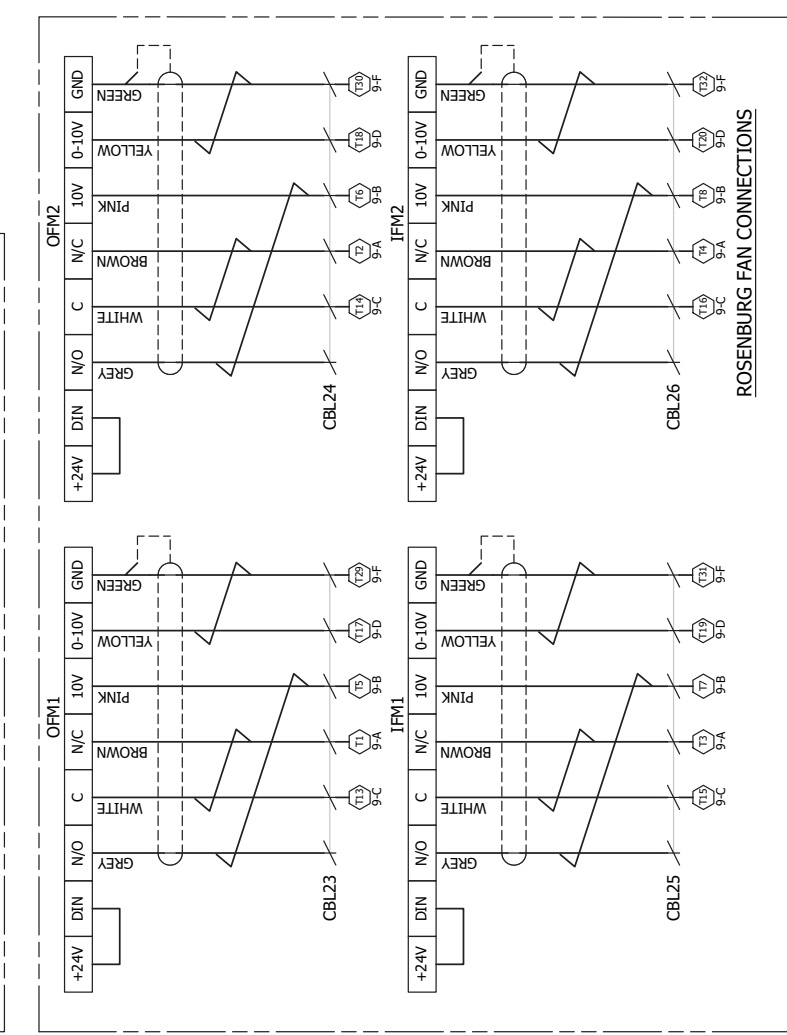 OFM1
+24V DIN N/O C N/C 10V 0-10V GND
GREY WHITE BROWN PINK YELLOW GREEN
CBL23
T13 T1 T5 T17 T29
9-C 9-A 9-B 9-D 9-F
OFM2
+24V DIN N/O C N/C 10V 0-10V GND
GREY WHITE BROWN PINK YELLOW GREEN
CBL24
T14 T2 T6 T18 T30
9-C 9-A 9-B 9-D 9-F
IFM1
+24V DIN N/O C N/C 10V 0-10V GND
GREY WHITE BROWN PINK YELLOW GREEN
CBL25
T15 T3 T7 T19 T31
9-C 9-A 9-B 9-D 9-F
IFM2
+24V DIN N/O C N/C 10V 0-10V GND
GREY WHITE BROWN PINK YELLOW GREEN
CBL26
T16 T4 T8 T20 T32
9-C 9-A 9-B 9-D 9-F
ROSENBURG FAN CONNECTIONS